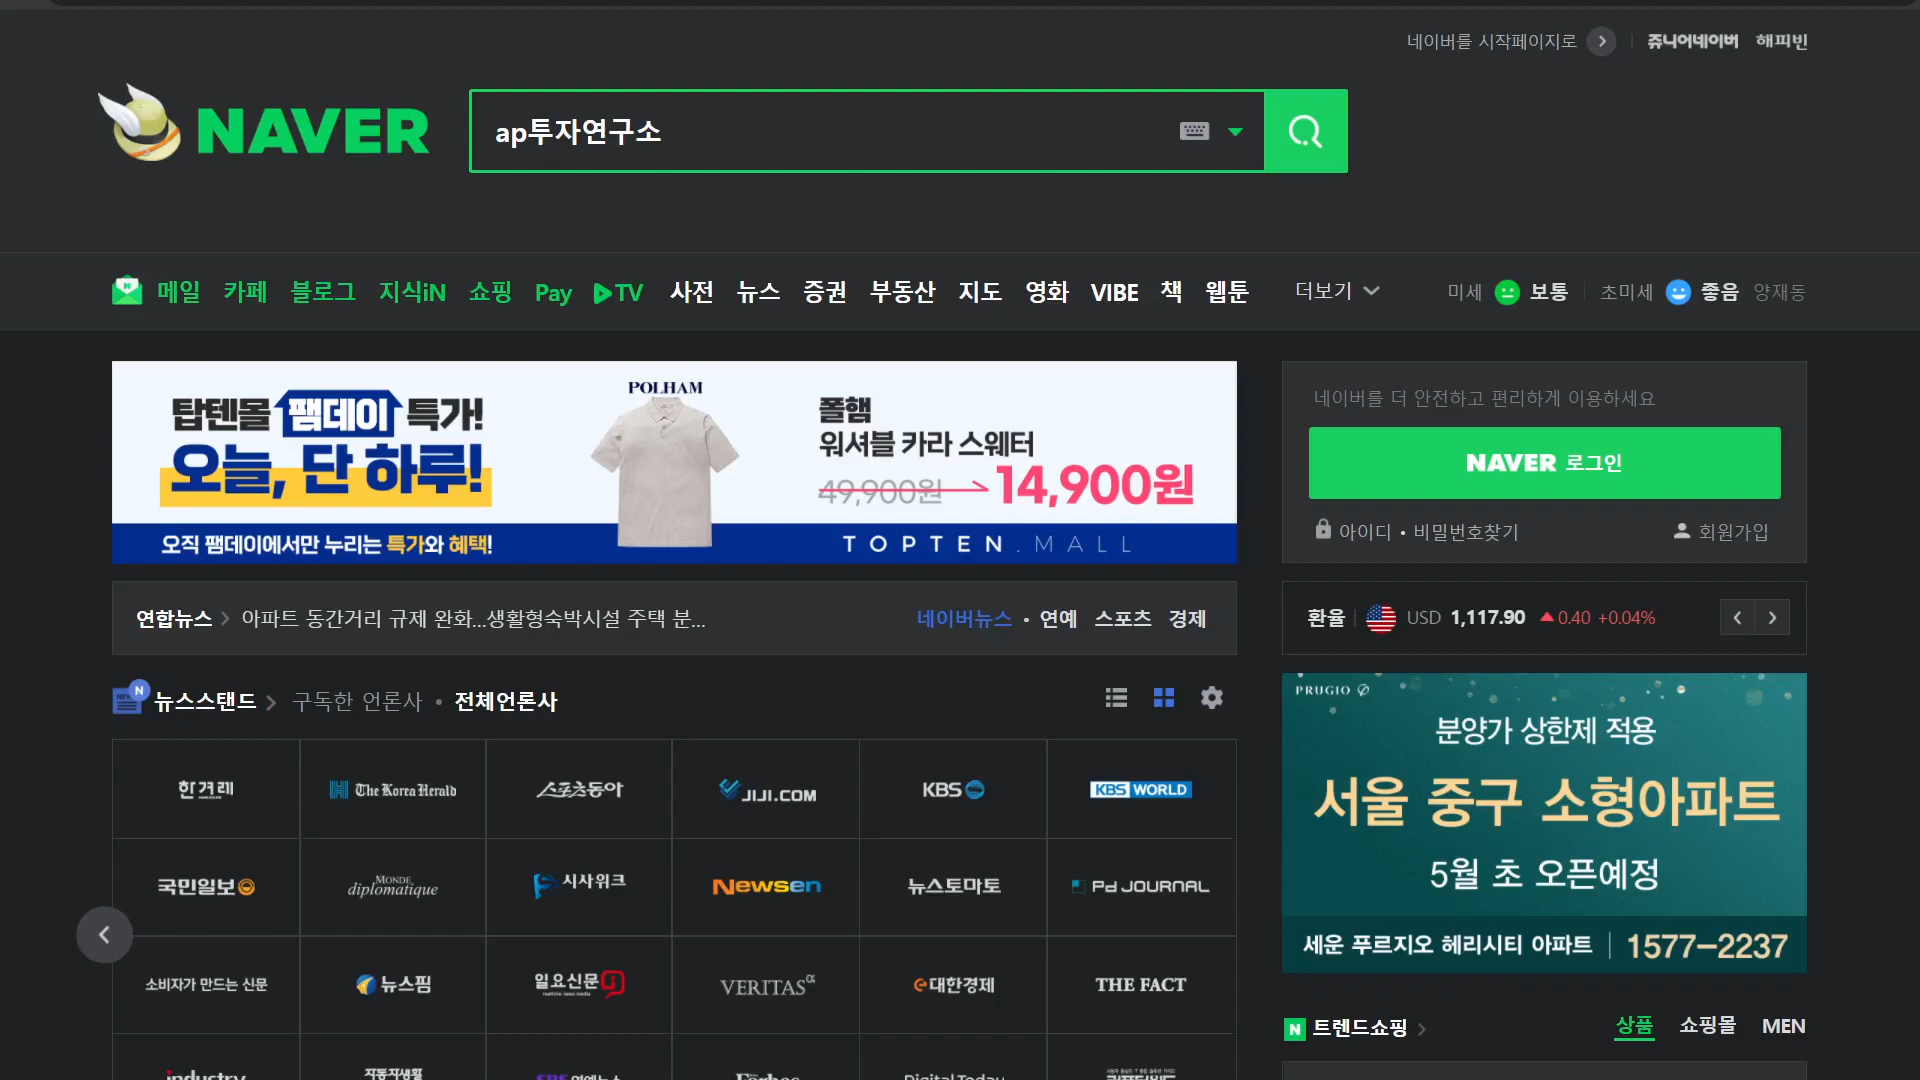 네이버를 시작페이지로 쥬니어네이버 해피빈
NAVER
ap투자연구소
메일 카페 블로그 지식iN 쇼핑 Pay TV 사전 뉴스 증권 부동산 지도 영화 VIBE 책 웹툰 더보기 미세 보통 초미세 좋음 양재동
탑텐몰 팸데이 특가!
오늘, 단 하루!
오직 팸데이에서만 누리는 특가와 혜택!
POLHAM
폴햄
워셔블 카라 스웨터
49,900원 14,900원
TOPTEN.MALL
네이버를 더 안전하고 편리하게 이용하세요
NAVER 로그인
아이디 • 비밀번호찾기 회원가입
연합뉴스 아파트 동간거리 규제 완화...생활형숙박시설 주택 분... 네이버뉴스 • 연예 스포츠 경제
환율 USD 1,117.90 0.40 +0.04%
뉴스스탠드 구독한 언론사 • 전체언론사
한겨레 The Korea Herald 스포츠동아 JIJI.COM KBS KBS WORLD
국민일보 MONDE diplomatique 시사위크 Newsen 뉴스토마토 Pd JOURNAL
소비자가 만드는 신문 뉴스핌 일요신문 VERITAS α e대한경제 THE FACT
industry 자동차생활 SBS 연예뉴스 Forbes Digital Today
PRUGIO
분양가 상한제 적용
서울 중구 소형아파트
5월 초 오픈예정
세운 푸르지오 헤리시티 아파트 1577-2237
N 트렌드쇼핑 상품 쇼핑몰 MEN